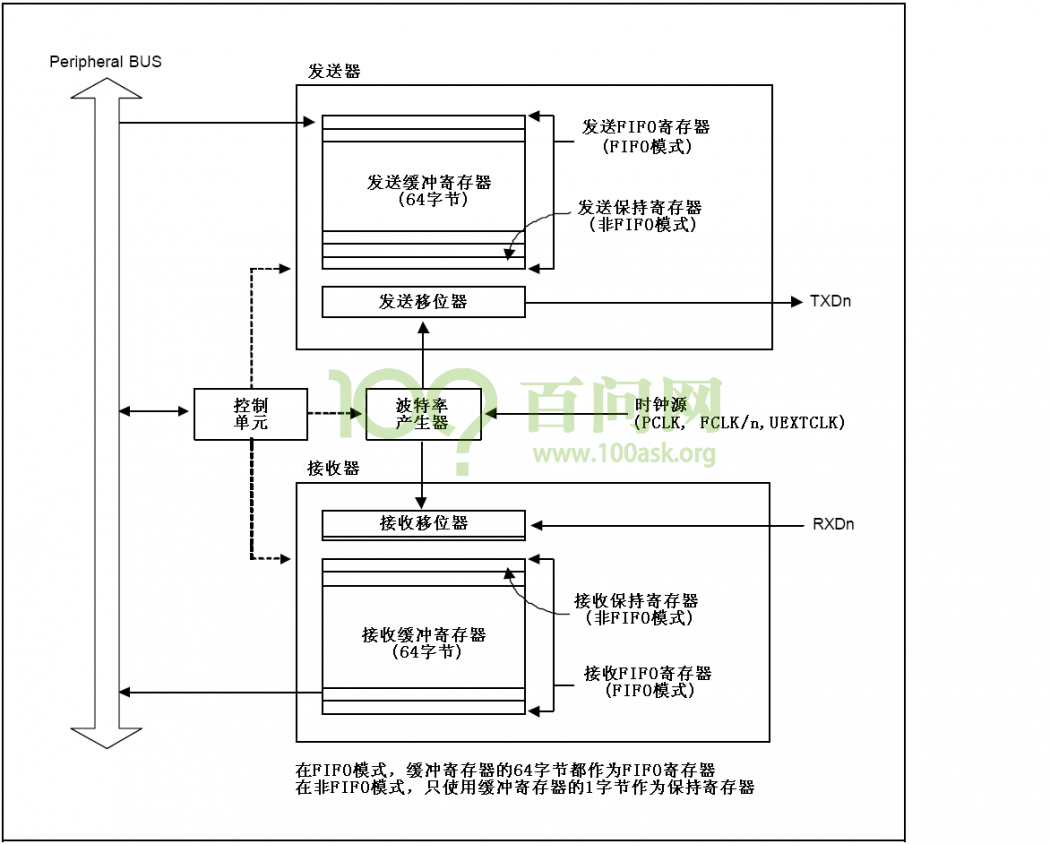 Peripheral BUS
发送器
发送FIFO寄存器
(FIFO模式)
发送缓冲寄存器
(64字节)
发送保持寄存器
(非FIFO模式)
发送移位器
TXDn
控制
单元
波特率
产生器
时钟源
(PCLK, FCLK/n,UEXTCLK)
100?
百问网
www.100ask.org
接收器
接收移位器
RXDn
接收保持寄存器
(非FIFO模式)
接收缓冲寄存器
(64字节)
接收FIFO寄存器
(FIFO模式)
在FIFO模式，缓冲寄存器的64字节都作为FIFO寄存器
在非FIFO模式，只使用缓冲寄存器的1字节作为保持寄存器